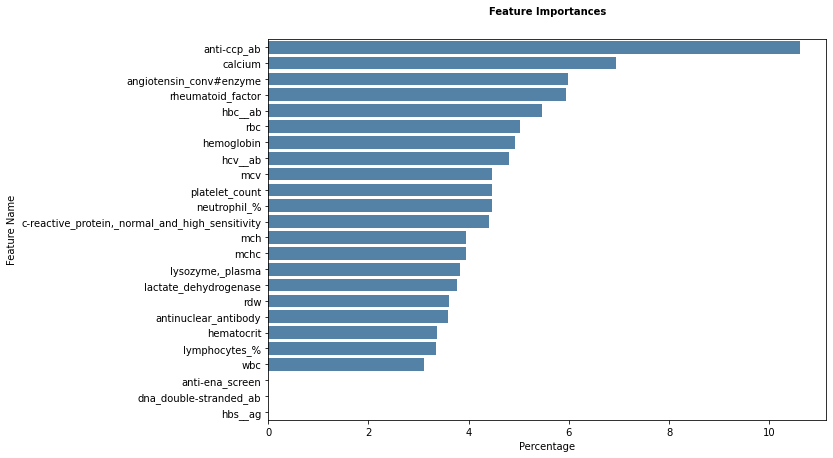 Feature Importances
Feature Name
anti-ccp_ab
calcium
angiotensin_conv#enzyme
rheumatoid_factor
hbc__ab
rbc
hemoglobin
hcv__ab
mcv
platelet_count
neutrophil_%
c-reactive_protein,_normal_and_high_sensitivity
mch
mchc
lysozyme,_plasma
lactate_dehydrogenase
rdw
antinuclear_antibody
hematocrit
lymphocytes_%
wbc
anti-ena_screen
dna_double-stranded_ab
hbs__ag
0 2 4 6 8 10
Percentage